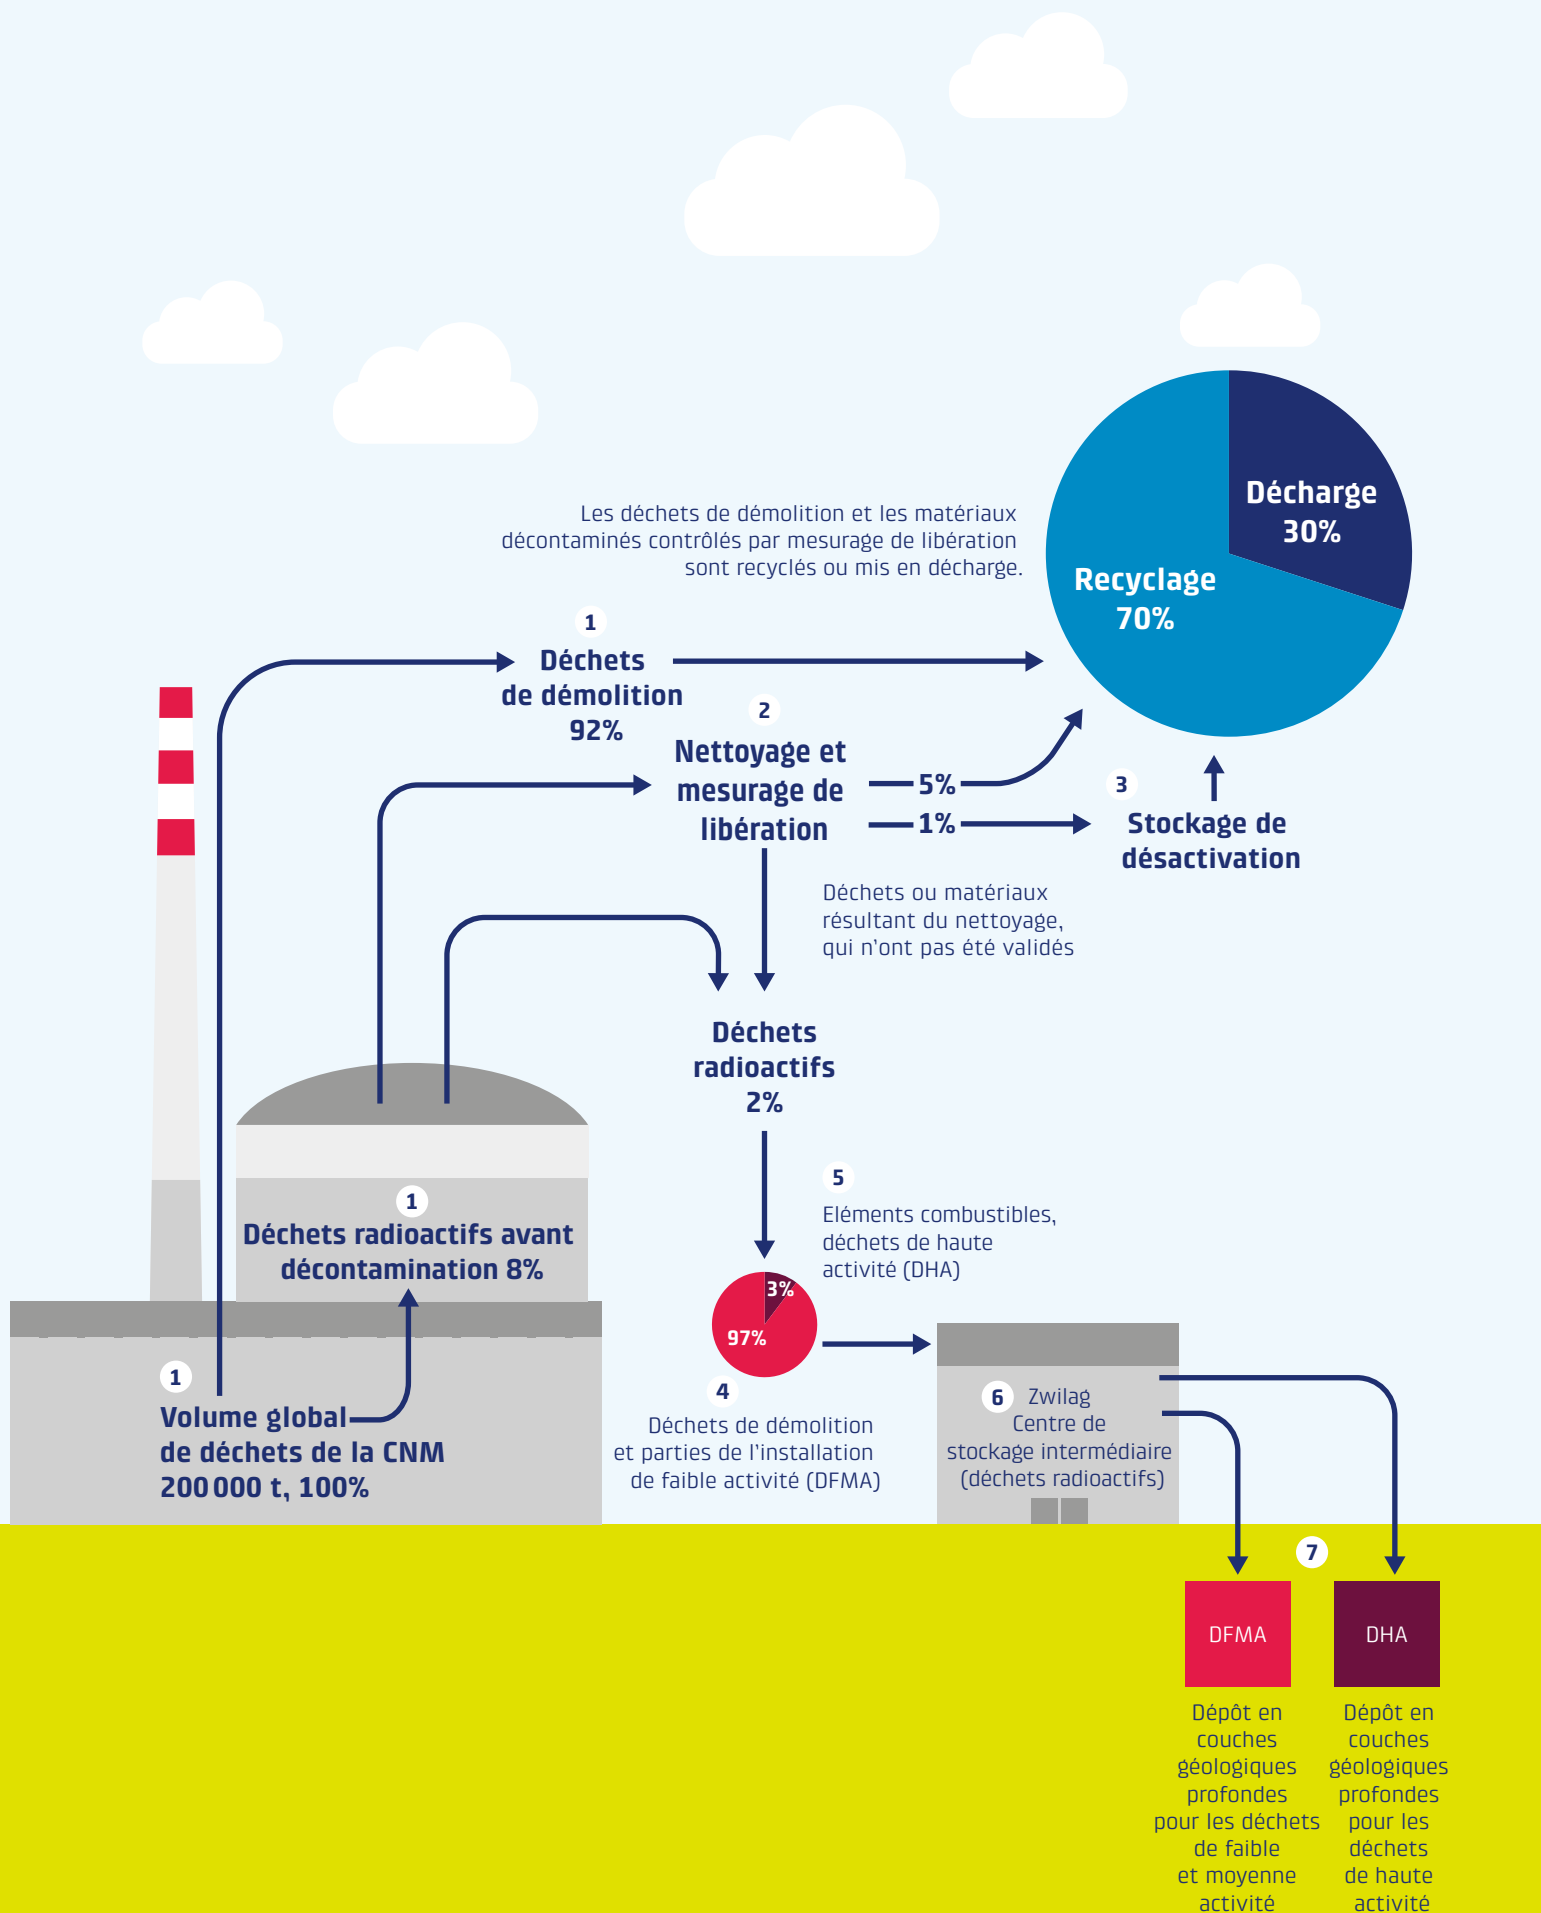 Les déchets de démolition et les matériaux
décontaminés contrôlés par mesurage de libération
sont recyclés ou mis en décharge.
Décharge
30%
Recyclage
70%
1
Déchets
de démolition
92%
2
Nettoyage et
mesurage de
libération
5%
1%
3
Stockage de
désactivation
Déchets ou matériaux
résultant du nettoyage,
qui n’ont pas été validés
Déchets
radioactifs
2%
1
Déchets radioactifs avant
décontamination 8%
5
Eléments combustibles,
déchets de haute
activité (DHA)
3%
97%
1
Volume global
de déchets de la CNM
200 000 t, 100%
4
Déchets de démolition
et parties de l’installation
de faible activité (DFMA)
6 Zwilag
Centre de
stockage intermédiaire
(déchets radioactifs)
7
DFMA
Dépôt en
couches
géologiques
profondes
pour les déchets
de faible
et moyenne
activité
DHA
Dépôt en
couches
géologiques
profondes
pour les
déchets
de haute
activité